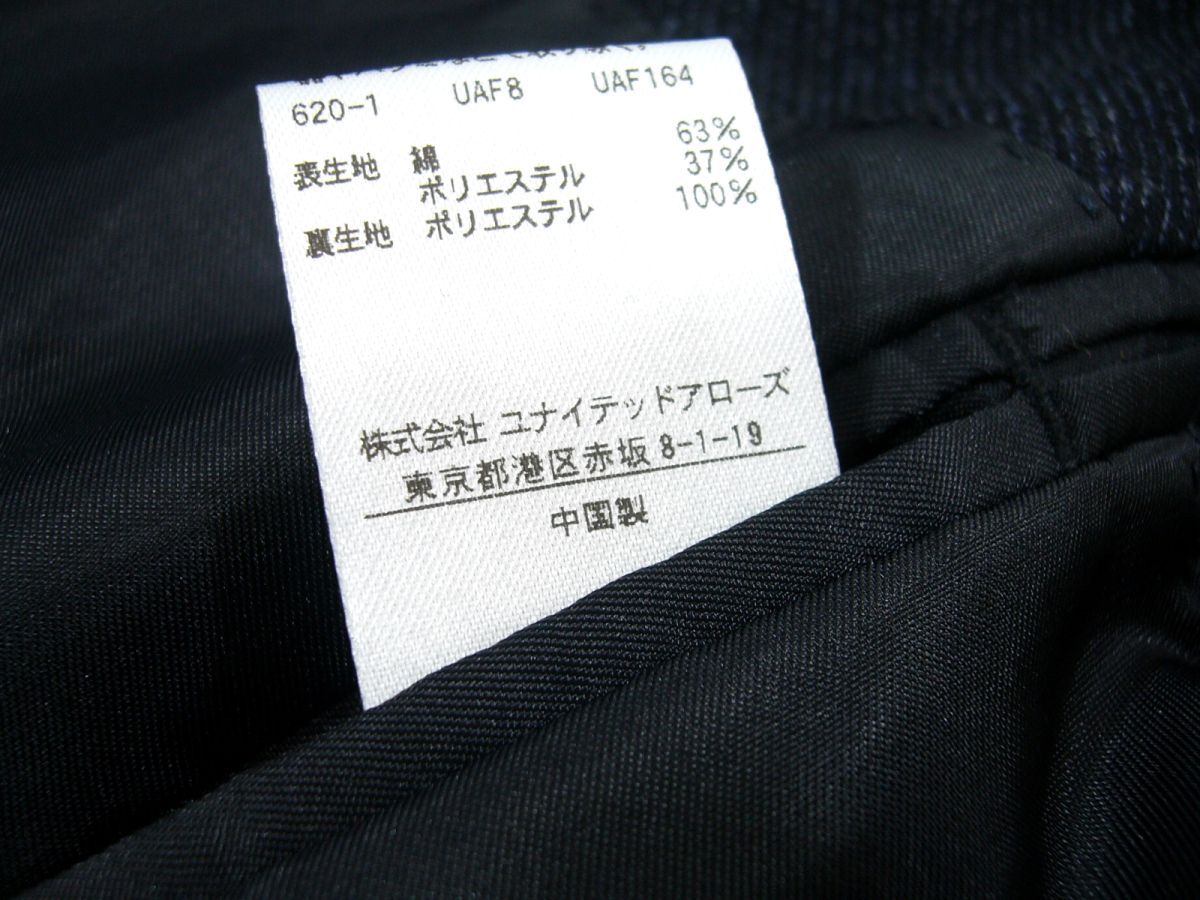 620-1 UAF8 UAF164
表生地 綿 63%
ポリエステル 37%
裏生地 ポリエステル 100%
株式会社 ユナイテッドアローズ
東京都港区赤坂 8-1-19
中国製